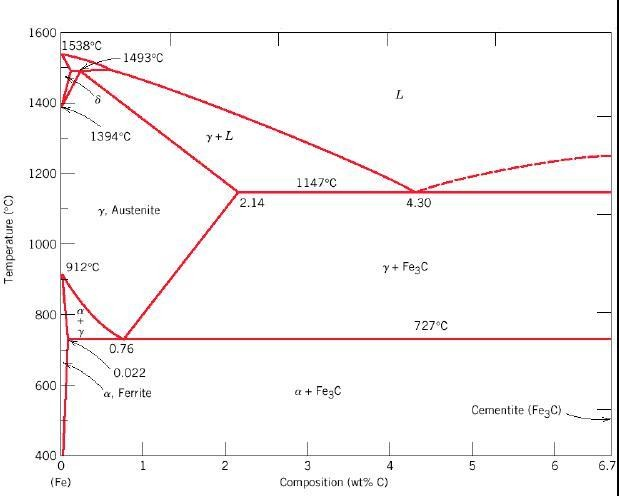 1600
1538°C
1493°C
δ
L
1400
1394°C
γ + L
1200
1147°C
2.14
4.30
γ, Austenite
Temperature (°C)
1000
γ + Fe₃C
912°C
α
+
γ
800
727°C
0.76
0.022
600
α, Ferrite
α + Fe₃C
Cementite (Fe₃C)
400
0 1 2 3 4 5 6 6.7
(Fe)
Composition (wt% C)